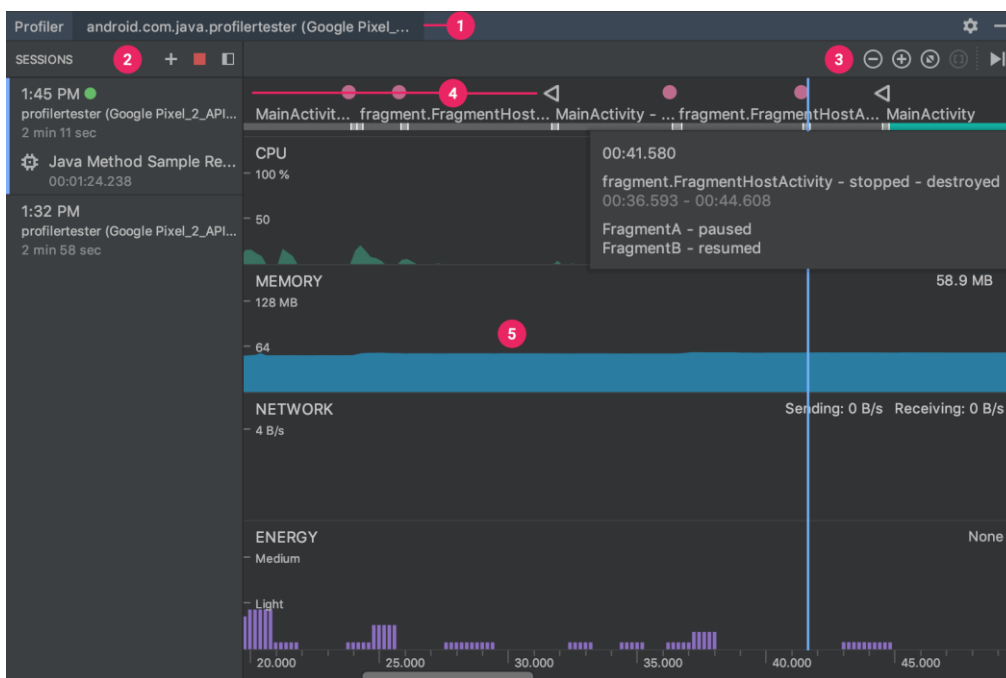 Profiler android.com.java.profilertester (Google Pixel_... 1
SESSIONS 2 3
1:45 PM
profilertester (Google Pixel_2_API...
2 min 11 sec
Java Method Sample Re...
00:01:24.238
1:32 PM
profilertester (Google Pixel_2_API...
2 min 58 sec
4
MainActivit... fragment.FragmentHost... MainActivity - ... fragment.FragmentHostA... MainActivity
CPU
100 %
50
00:41.580
fragment.FragmentHostActivity - stopped - destroyed
00:36.593 - 00:44.608
FragmentA - paused
FragmentB - resumed
MEMORY 58.9 MB
128 MB
5
64
NETWORK Sending: 0 B/s Receiving: 0 B/s
4 B/s
ENERGY None
Medium
Light
20.000 25.000 30.000 35.000 40.000 45.000